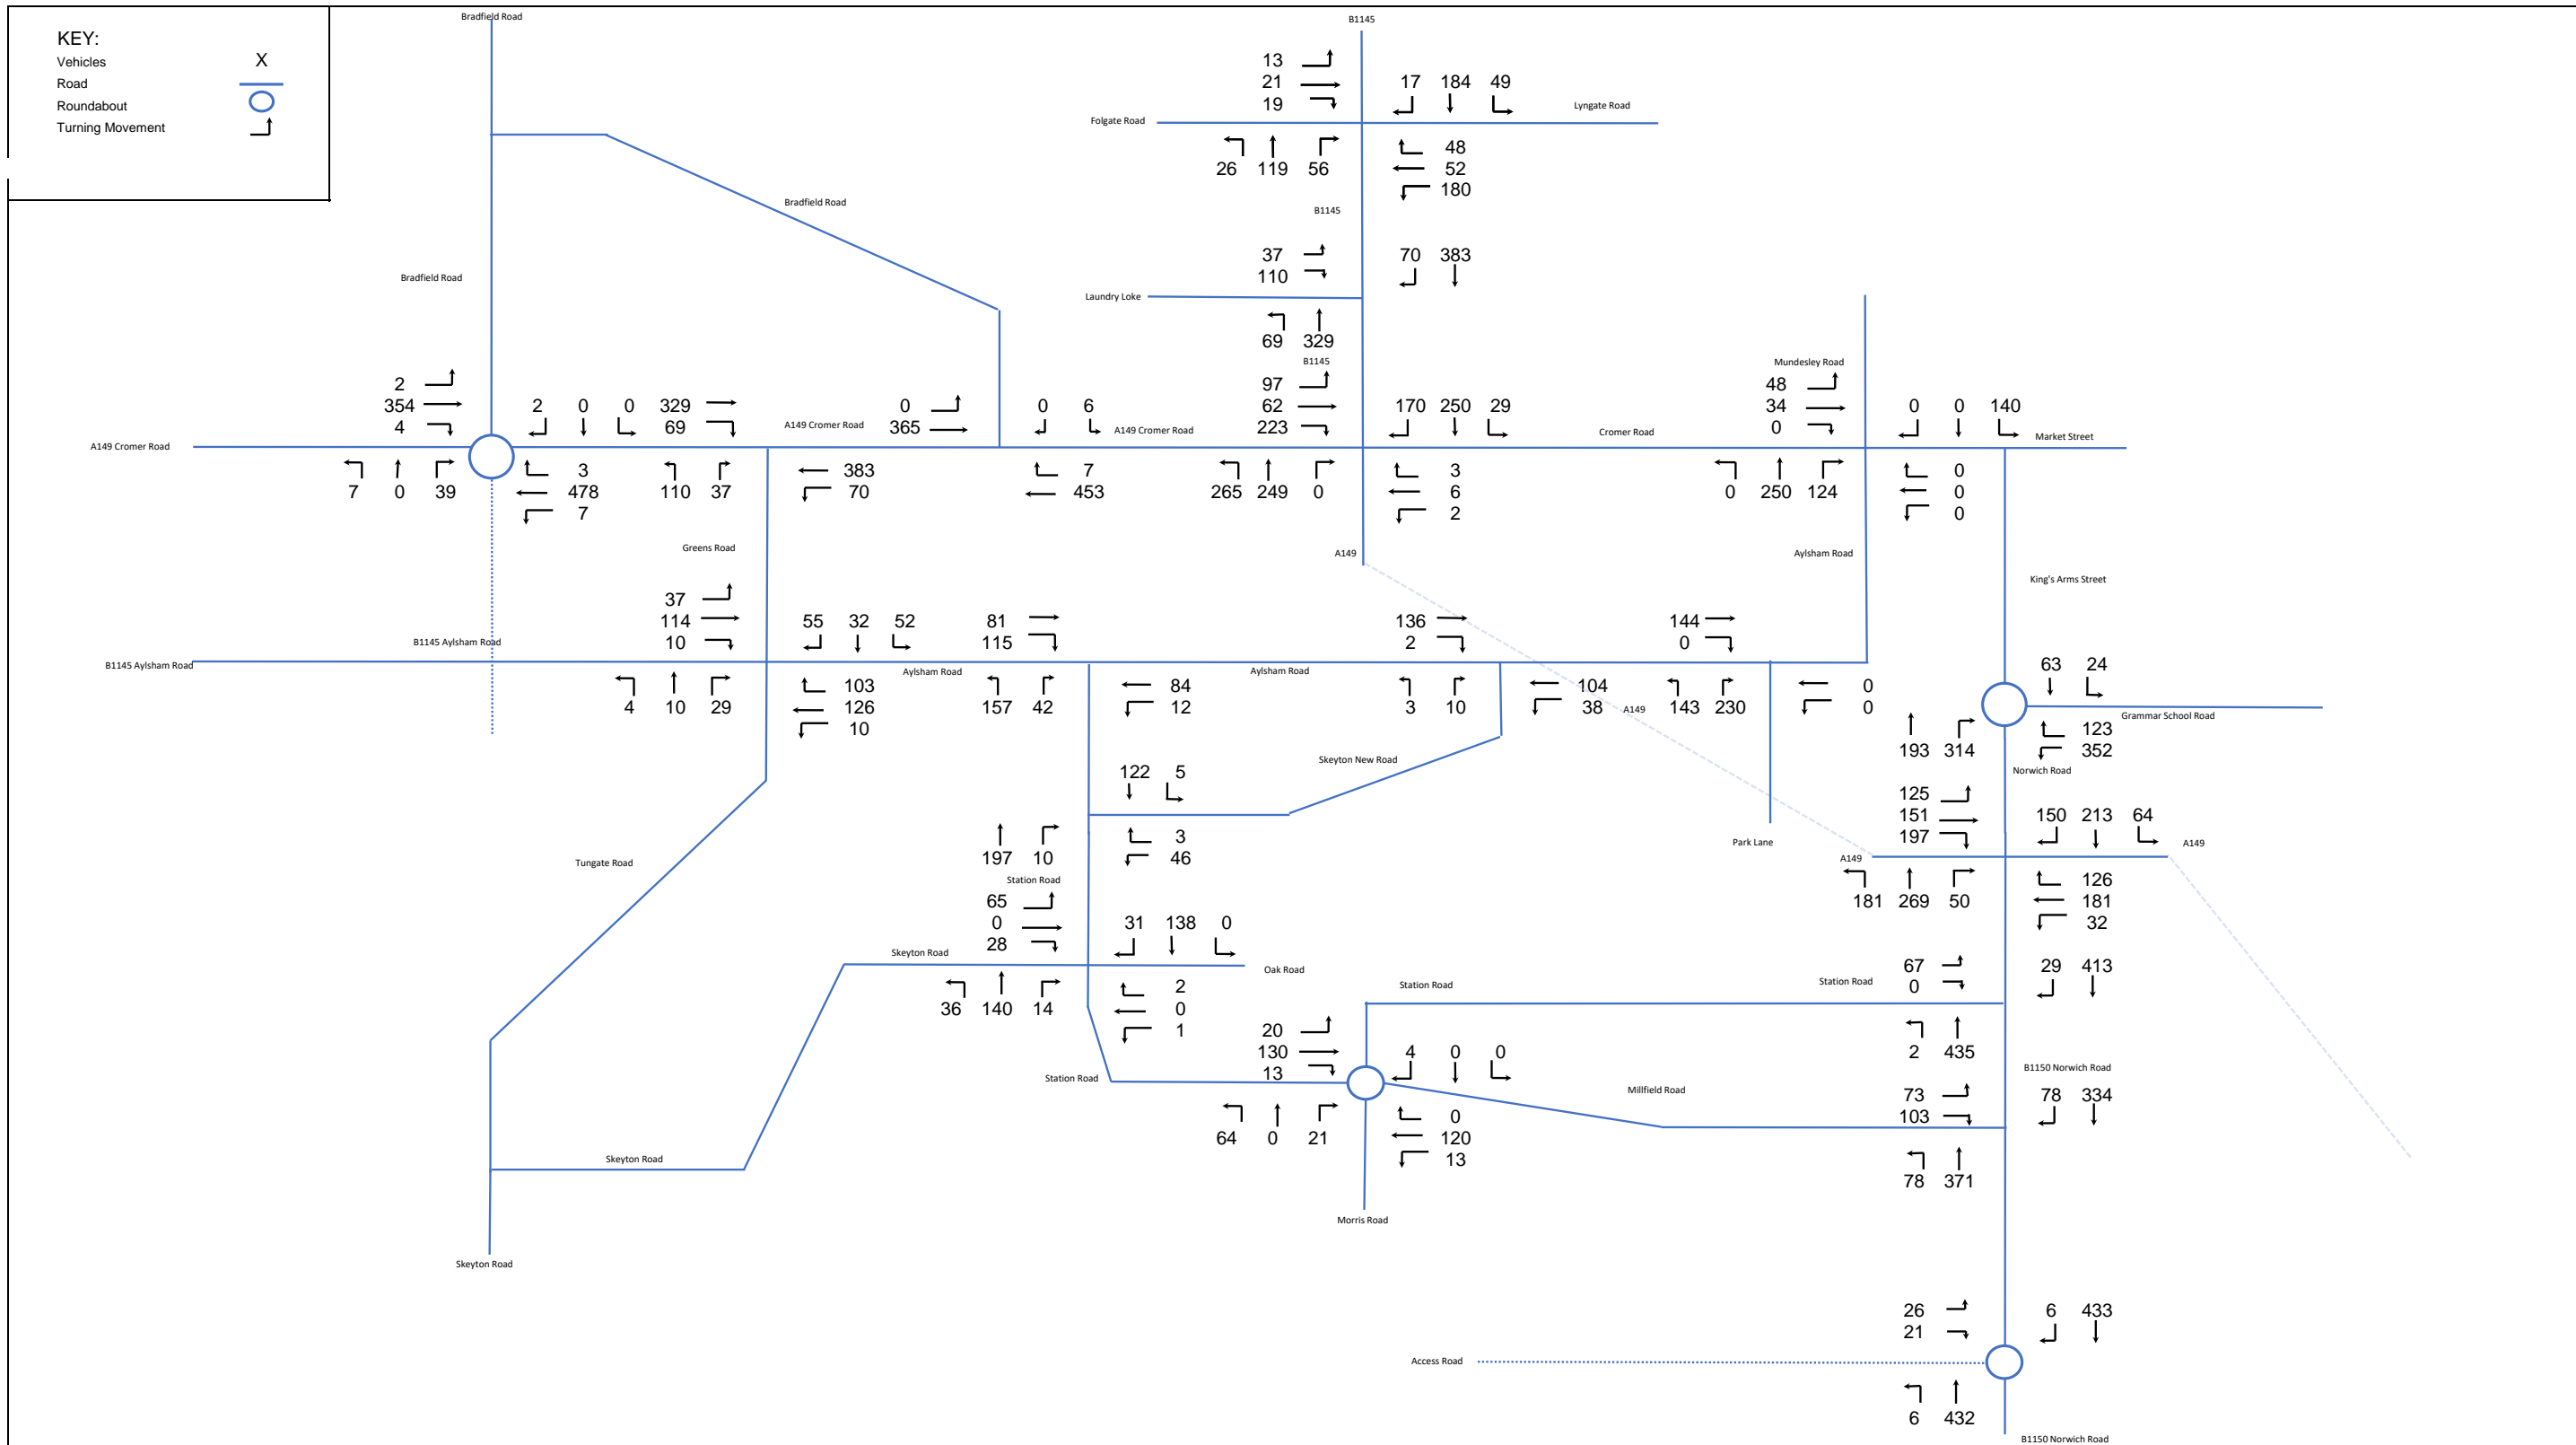 Bradfield Road
B1145
KEY:
Vehicles X
Road
Roundabout
Turning Movement
13
21
19
17 184 49
Folgate Road
Lyngate Road
26 119 56
48
52
180
Bradfield Road
B1145
Bradfield Road
37
110
70 383
Laundry Loke
69 329
B1145
Mundesley Road
2
354
4
2 0 0
329
69
A149 Cromer Road
0
365
0 6
A149 Cromer Road
97
62
223
170 250 29
Cromer Road
48
34
0
0 0 140
Market Street
A149 Cromer Road
7 0 39
3
478
7
110 37
383
70
7
453
265 249 0
3
6
2
0 250 124
0
0
0
Greens Road
A149
Aylsham Road
King's Arms Street
37
114
10
55 32 52
81
115
136
2
144
0
B1145 Aylsham Road
B1145 Aylsham Road
Aylsham Road
Aylsham Road
63 24
4 10 29
103
126
10
157 42
84
12
3 10
104
38
A149
143 230
0
0
Grammar School Road
193 314
123
352
Norwich Road
Skeyton New Road
122 5
125
151
197
150 213 64
Tungate Road
197 10
3
46
Park Lane
A149
A149
Station Road
181 269 50
126
181
32
65
0
28
31 138 0
Skeyton Road
Oak Road
36 140 14
2
0
1
Station Road
Station Road
67
0
29 413
2 435
20
130
13
4 0 0
B1150 Norwich Road
Station Road
Millfield Road
73
103
78 334
64 0 21
0
120
13
Skeyton Road
78 371
Morris Road
Skeyton Road
26
21
6 433
Access Road
6 432
B1150 Norwich Road